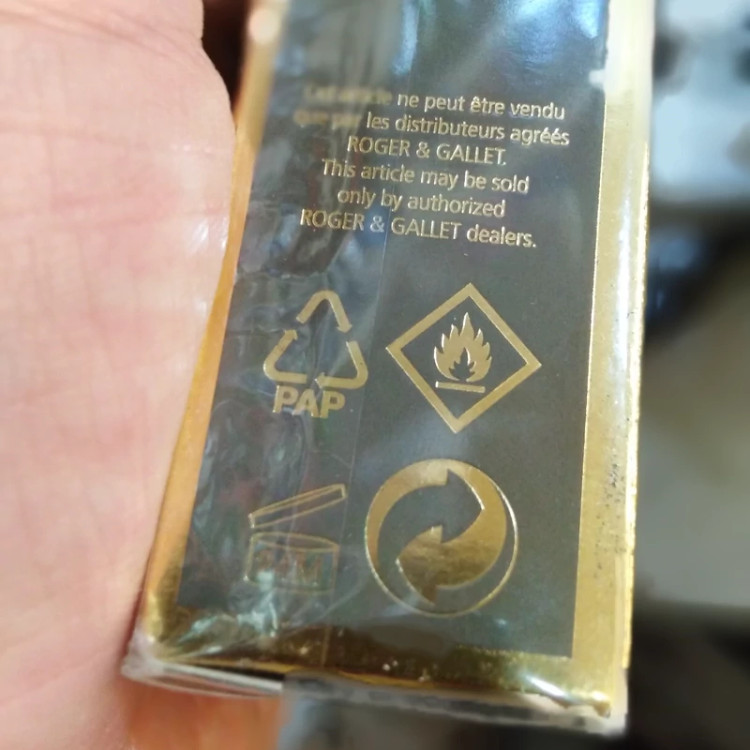 ne peut être vendu
les distributeurs agréés
ROGER & GALLET.
This article may be sold
only by authorized
ROGER & GALLET dealers.
PAP